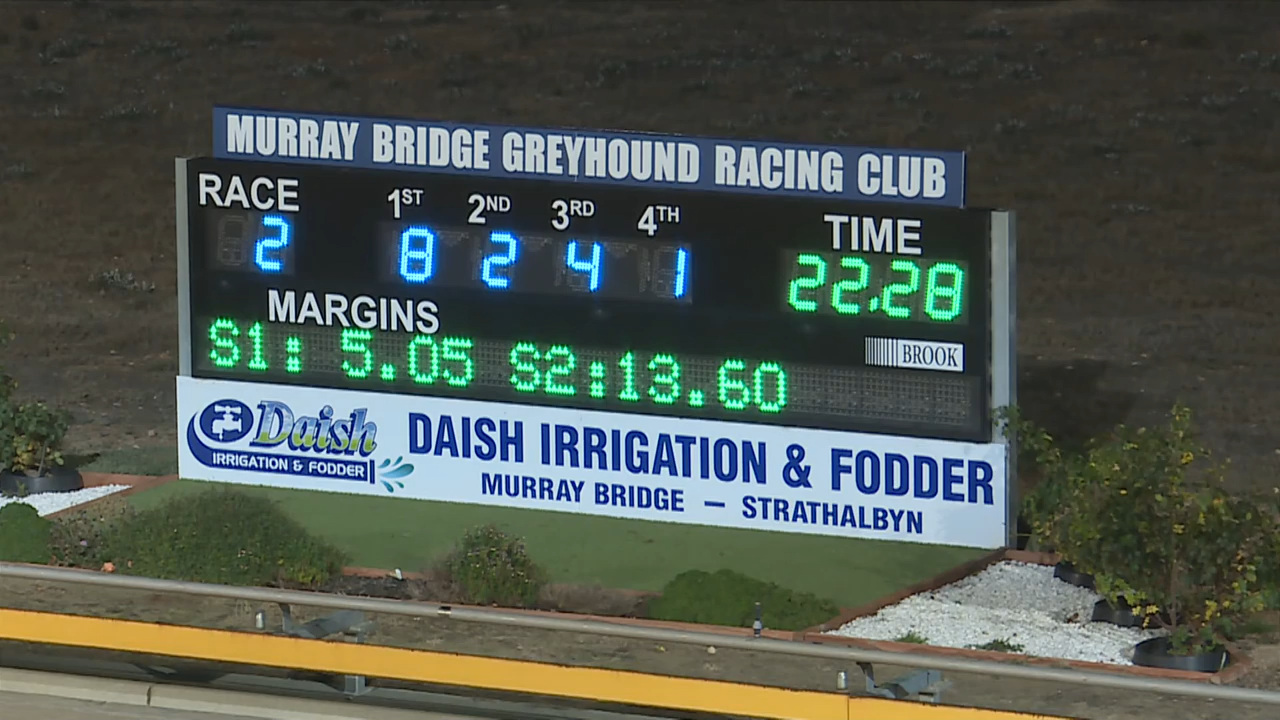 MURRAY BRIDGE GREYHOUND RACING CLUB
RACE 1ST 2ND 3RD 4TH TIME
2 8 2 4 1 22.28
MARGINS
BROOK
S1: 5.05 S2:13.60
Daish
IRRIGATION & FODDER
DAISH IRRIGATION & FODDER
MURRAY BRIDGE – STRATHALBYN